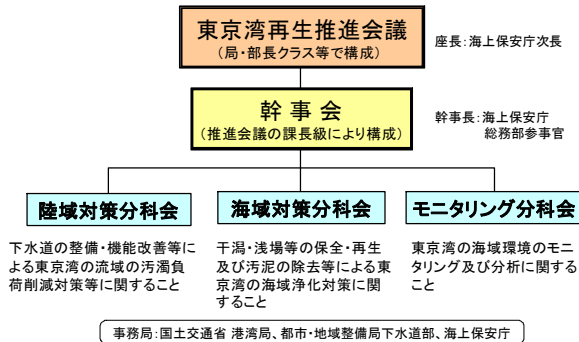 東京湾再生推進会議
(局・部長クラス等で構成)
座長:海上保安庁次長
幹事会
(推進会議の課長級により構成)
幹事長:海上保安庁
総務部参事官
陸域対策分科会
海域対策分科会
モニタリング分科会
下水道の整備・機能改善等に
よる東京湾の流域の汚濁負
荷削減対策等に関すること
干潟・浅場等の保全・再生
及び汚泥の除去等による東
京湾の海域浄化対策に関
すること
東京湾の海域環境のモニ
タリング及び分析に関する
こと
事務局:国土交通省 港湾局、都市・地域整備局下水道部、海上保安庁